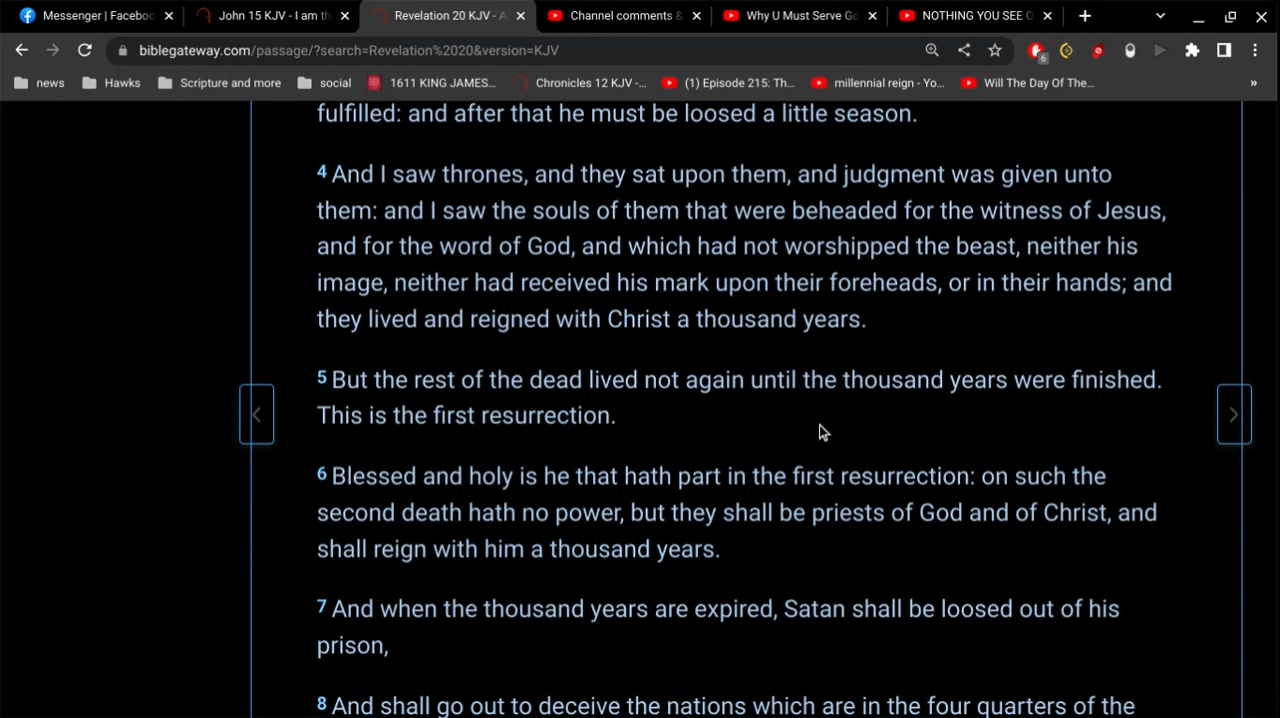 Messenger | Faceboo
John 15 KJV - I am th
Revelation 20 KJV - A
Channel comments &
Why U Must Serve Go
NOTHING YOU SEE O
biblegateway.com/passage/?search=Revelation%2020&version=KJV
6
news
Hawks
Scripture and more
social
1611 KING JAMES...
Chronicles 12 KJV -...
(1) Episode 215: Th...
millennial reign - Yo...
Will The Day Of The...
»
fulfilled: and after that he must be loosed a little season.
4 And I saw thrones, and they sat upon them, and judgment was given unto
them: and I saw the souls of them that were beheaded for the witness of Jesus,
and for the word of God, and which had not worshipped the beast, neither his
image, neither had received his mark upon their foreheads, or in their hands; and
they lived and reigned with Christ a thousand years.
5 But the rest of the dead lived not again until the thousand years were finished.
This is the first resurrection.
6 Blessed and holy is he that hath part in the first resurrection: on such the
second death hath no power, but they shall be priests of God and of Christ, and
shall reign with him a thousand years.
7 And when the thousand years are expired, Satan shall be loosed out of his
prison,
8 And shall go out to deceive the nations which are in the four quarters of the